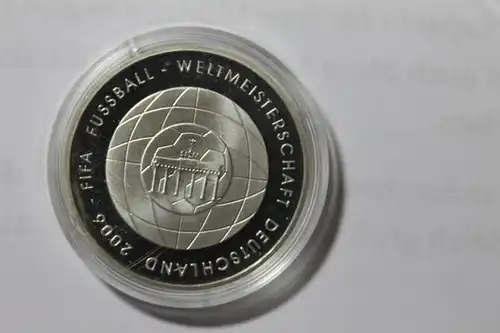 FIFA FUSSBALL - WELTMEISTERSCHAFT DEUTSCHLAND 2006 -